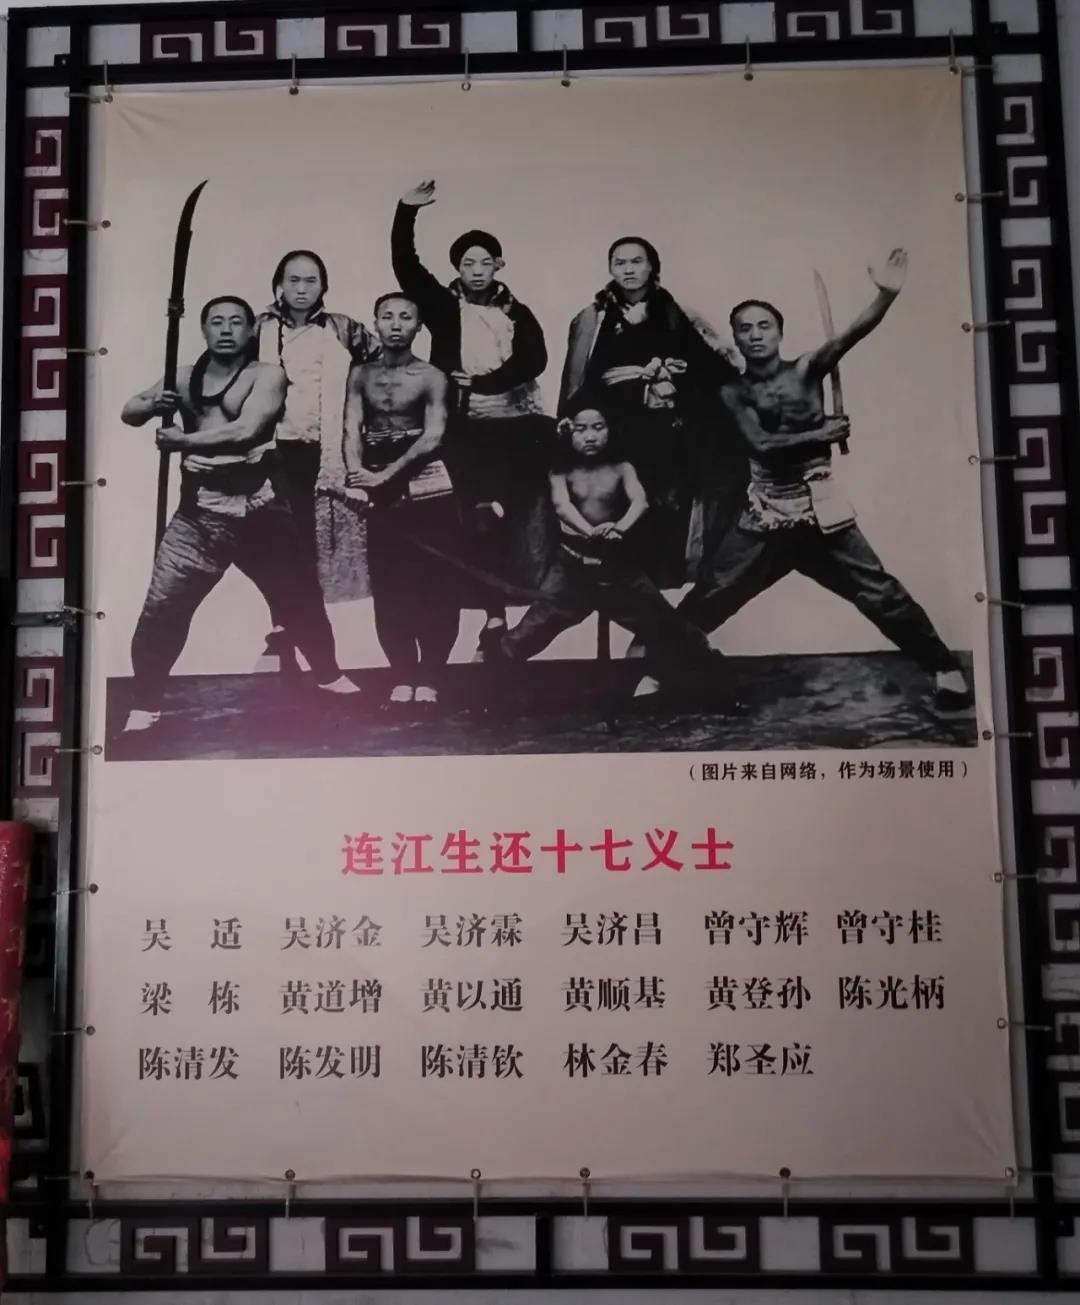 （图片来自网络，作为场景使用）
连江生还十七义士
吴　适　吴济金　吴济霖　吴济昌　曾守辉　曾守桂
梁　栋　黄道增　黄以通　黄顺基　黄登孙　陈光柄
陈清发　陈发明　陈清钦　林金春　郑圣应